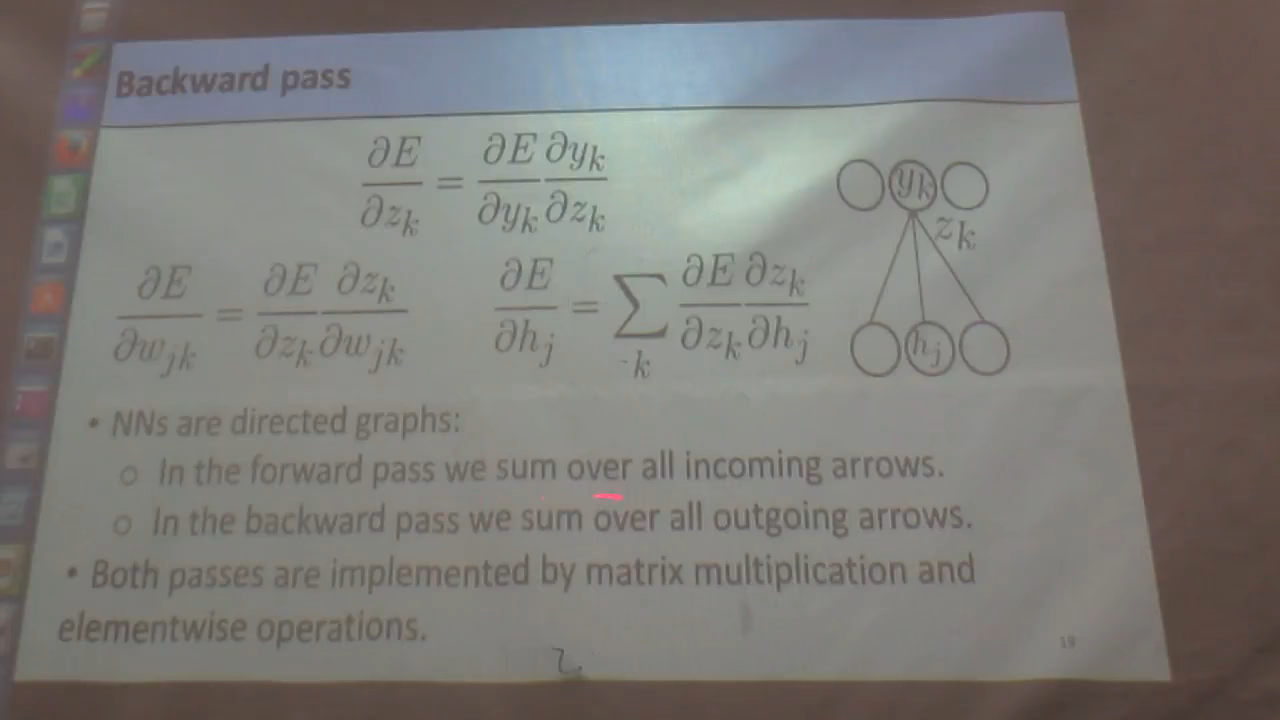 Backward pass
∂E/∂z_k = ∂E/∂y_k ∂y_k/∂z_k
∂E/∂w_jk = ∂E/∂z_k ∂z_k/∂w_jk
∂E/∂h_j = ∑_k ∂E/∂z_k ∂z_k/∂h_j
y_k
z_k
h_j
• NNs are directed graphs:
o In the forward pass we sum over all incoming arrows.
o In the backward pass we sum over all outgoing arrows.
• Both passes are implemented by matrix multiplication and
elementwise operations.
19